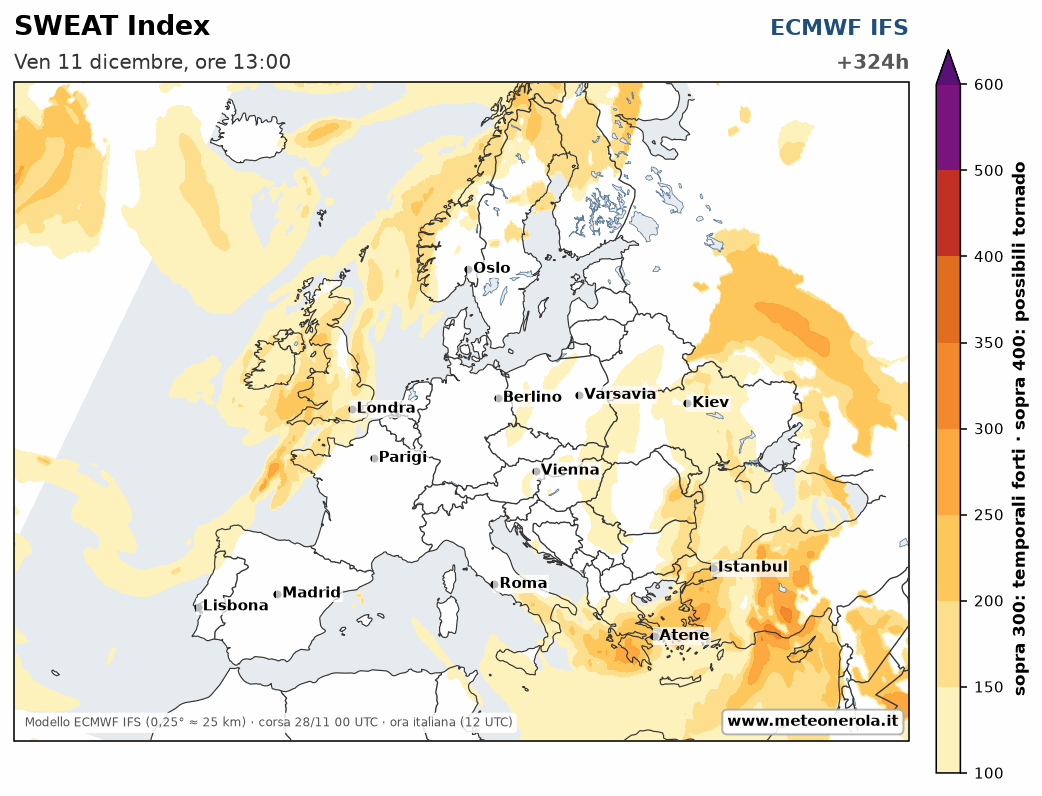 SWEAT Index
ECMWF IFS
Ven 11 dicembre, ore 13:00
+324h
600
500
400
350
300
250
200
150
100
sopra 300: temporali forti · sopra 400: possibili tornado
Oslo
Londra
Berlino
Varsavia
Kiev
Parigi
Vienna
Istanbul
Roma
Madrid
Lisbona
Atene
Modello ECMWF IFS (0,25° ≈ 25 km) · corsa 28/11 00 UTC · ora italiana (12 UTC)
www.meteonerola.it